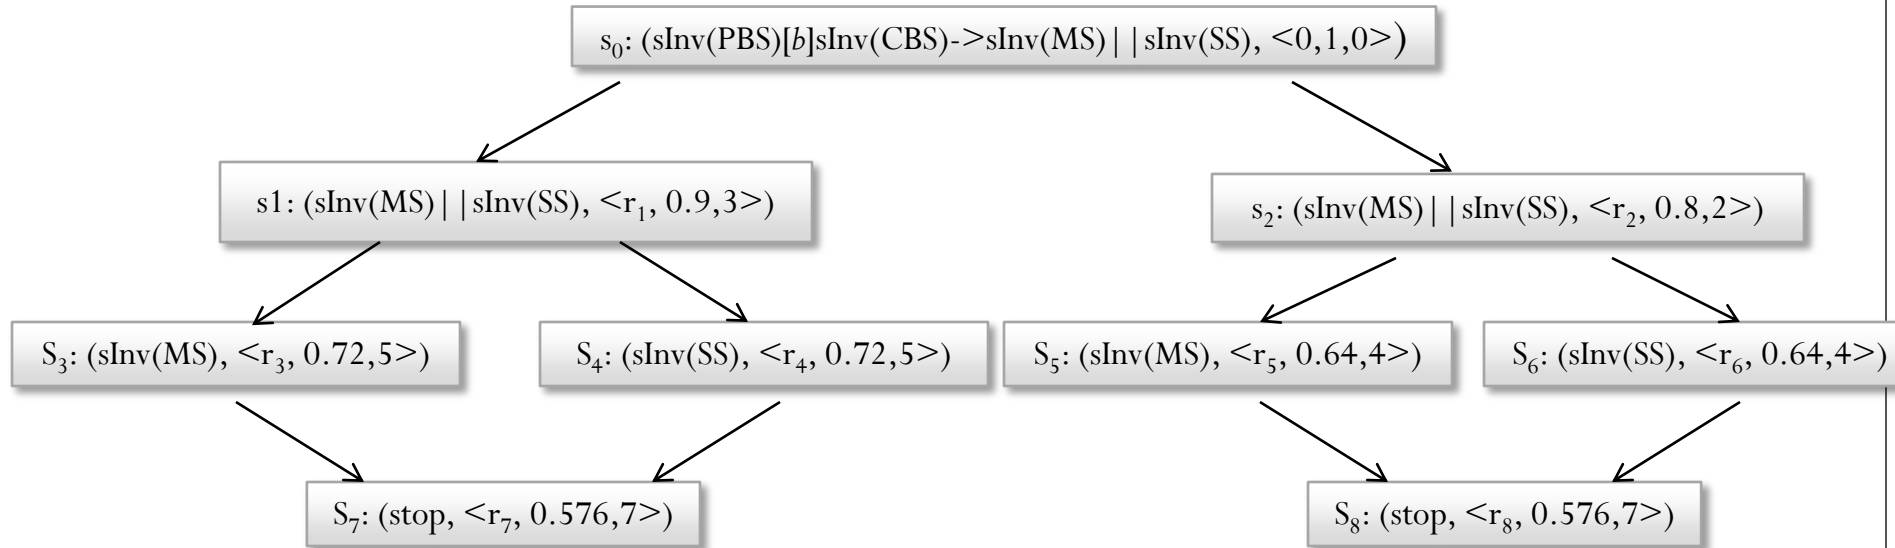 s₀: (sInv(PBS)[b]sInv(CBS)->sInv(MS)||sInv(SS), <0,1,0>)
s1: (sInv(MS)||sInv(SS), <r₁, 0.9,3>)
s₂: (sInv(MS)||sInv(SS), <r₂, 0.8,2>)
S₃: (sInv(MS), <r₃, 0.72,5>)
S₄: (sInv(SS), <r₄, 0.72,5>)
S₅: (sInv(MS), <r₅, 0.64,4>)
S₆: (sInv(SS), <r₆, 0.64,4>)
S₇: (stop, <r₇, 0.576,7>)
S₈: (stop, <r₈, 0.576,7>)